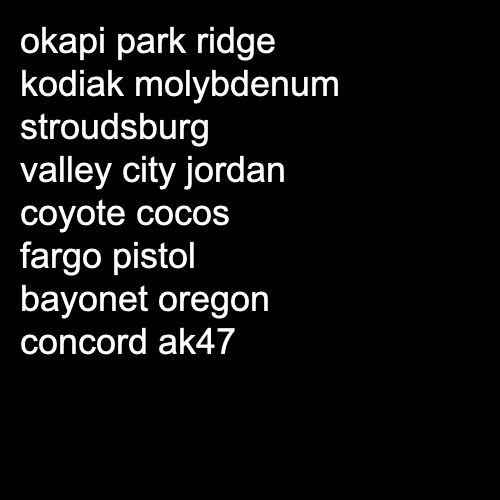 okapi park ridge
kodiak molybdenum
stroudsburg
valley city jordan
coyote cocos
fargo pistol
bayonet oregon
concord ak47